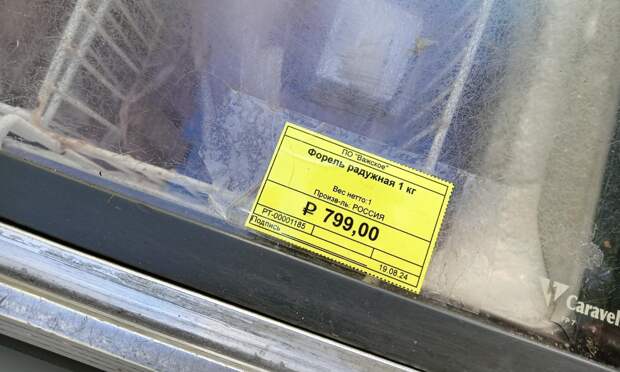 ПО "Важское"
Форель радужная 1 кг
Вес нетто:1
Произв-ль: РОССИЯ
₽ 799,00
РТ-00001185
Подпись
19.08.24
Caravel